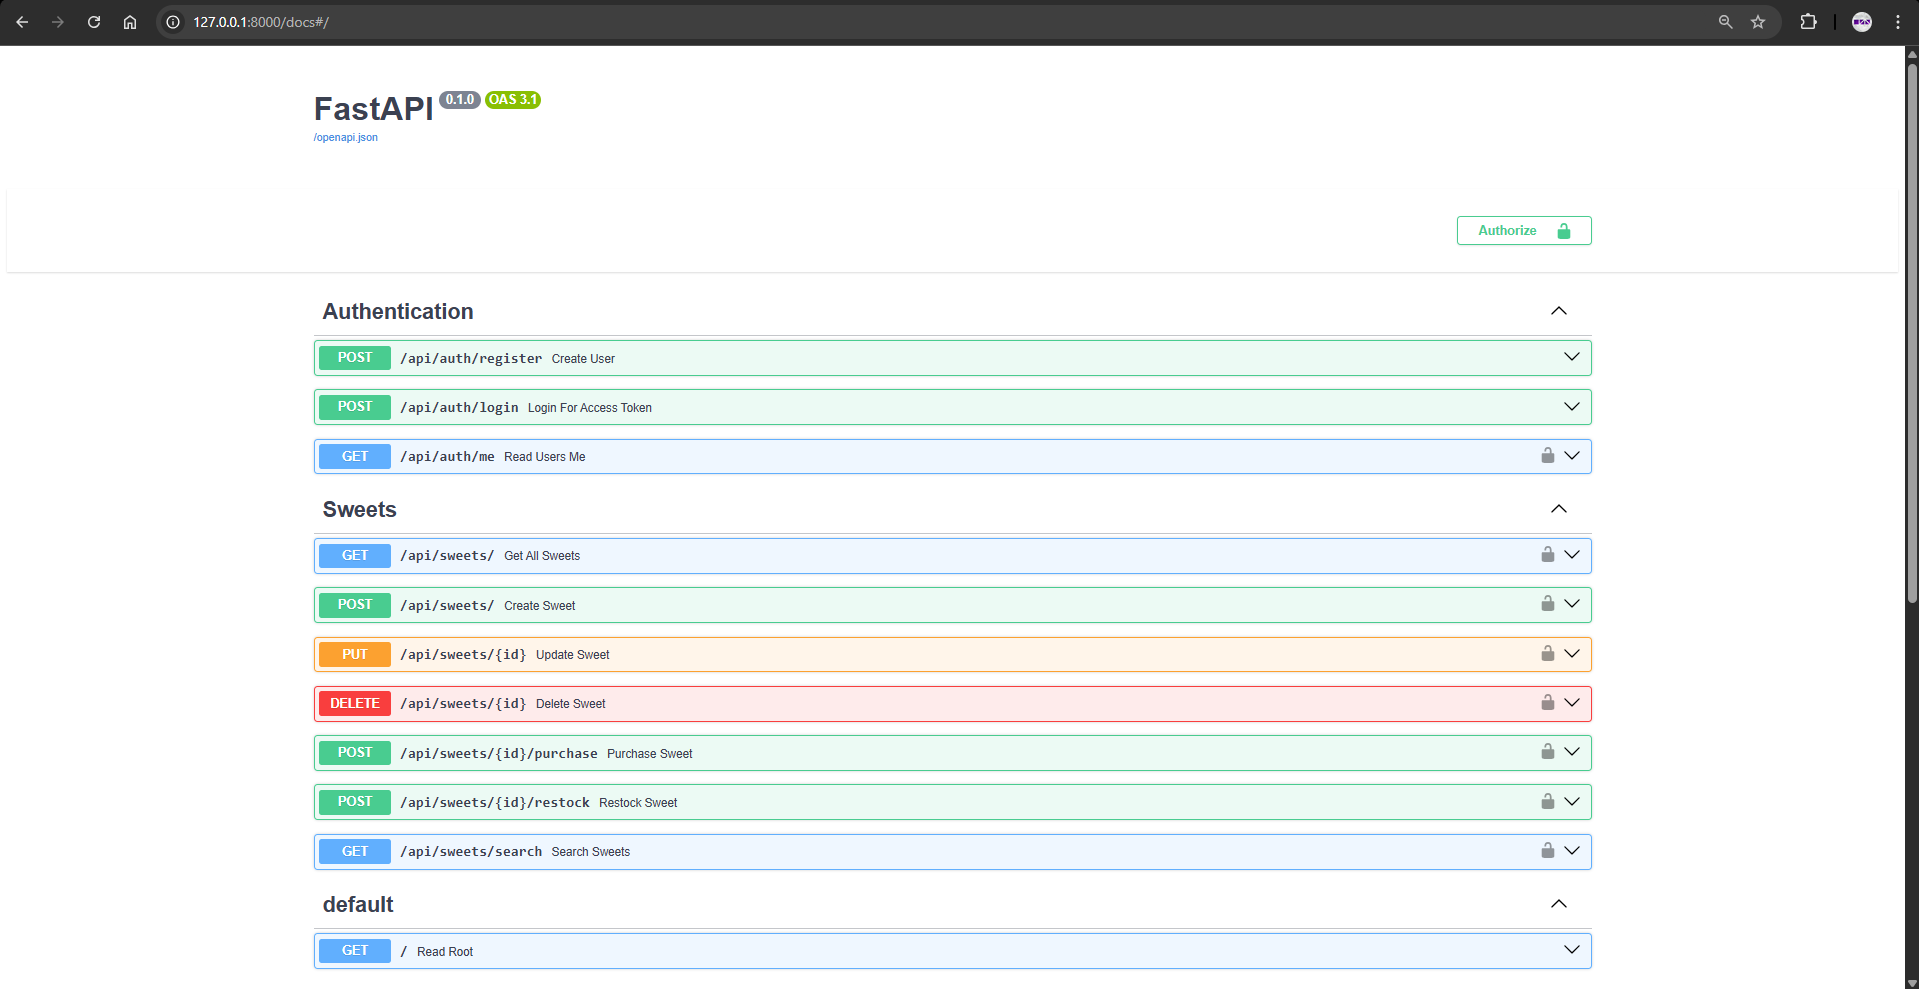 127.0.0.1:8000/docs#/
FastAPI 0.1.0 OAS 3.1
/openapi.json
Authorize
Authentication
POST /api/auth/register Create User
POST /api/auth/login Login For Access Token
GET /api/auth/me Read Users Me
Sweets
GET /api/sweets/ Get All Sweets
POST /api/sweets/ Create Sweet
PUT /api/sweets/{id} Update Sweet
DELETE /api/sweets/{id} Delete Sweet
POST /api/sweets/{id}/purchase Purchase Sweet
POST /api/sweets/{id}/restock Restock Sweet
GET /api/sweets/search Search Sweets
default
GET / Read Root